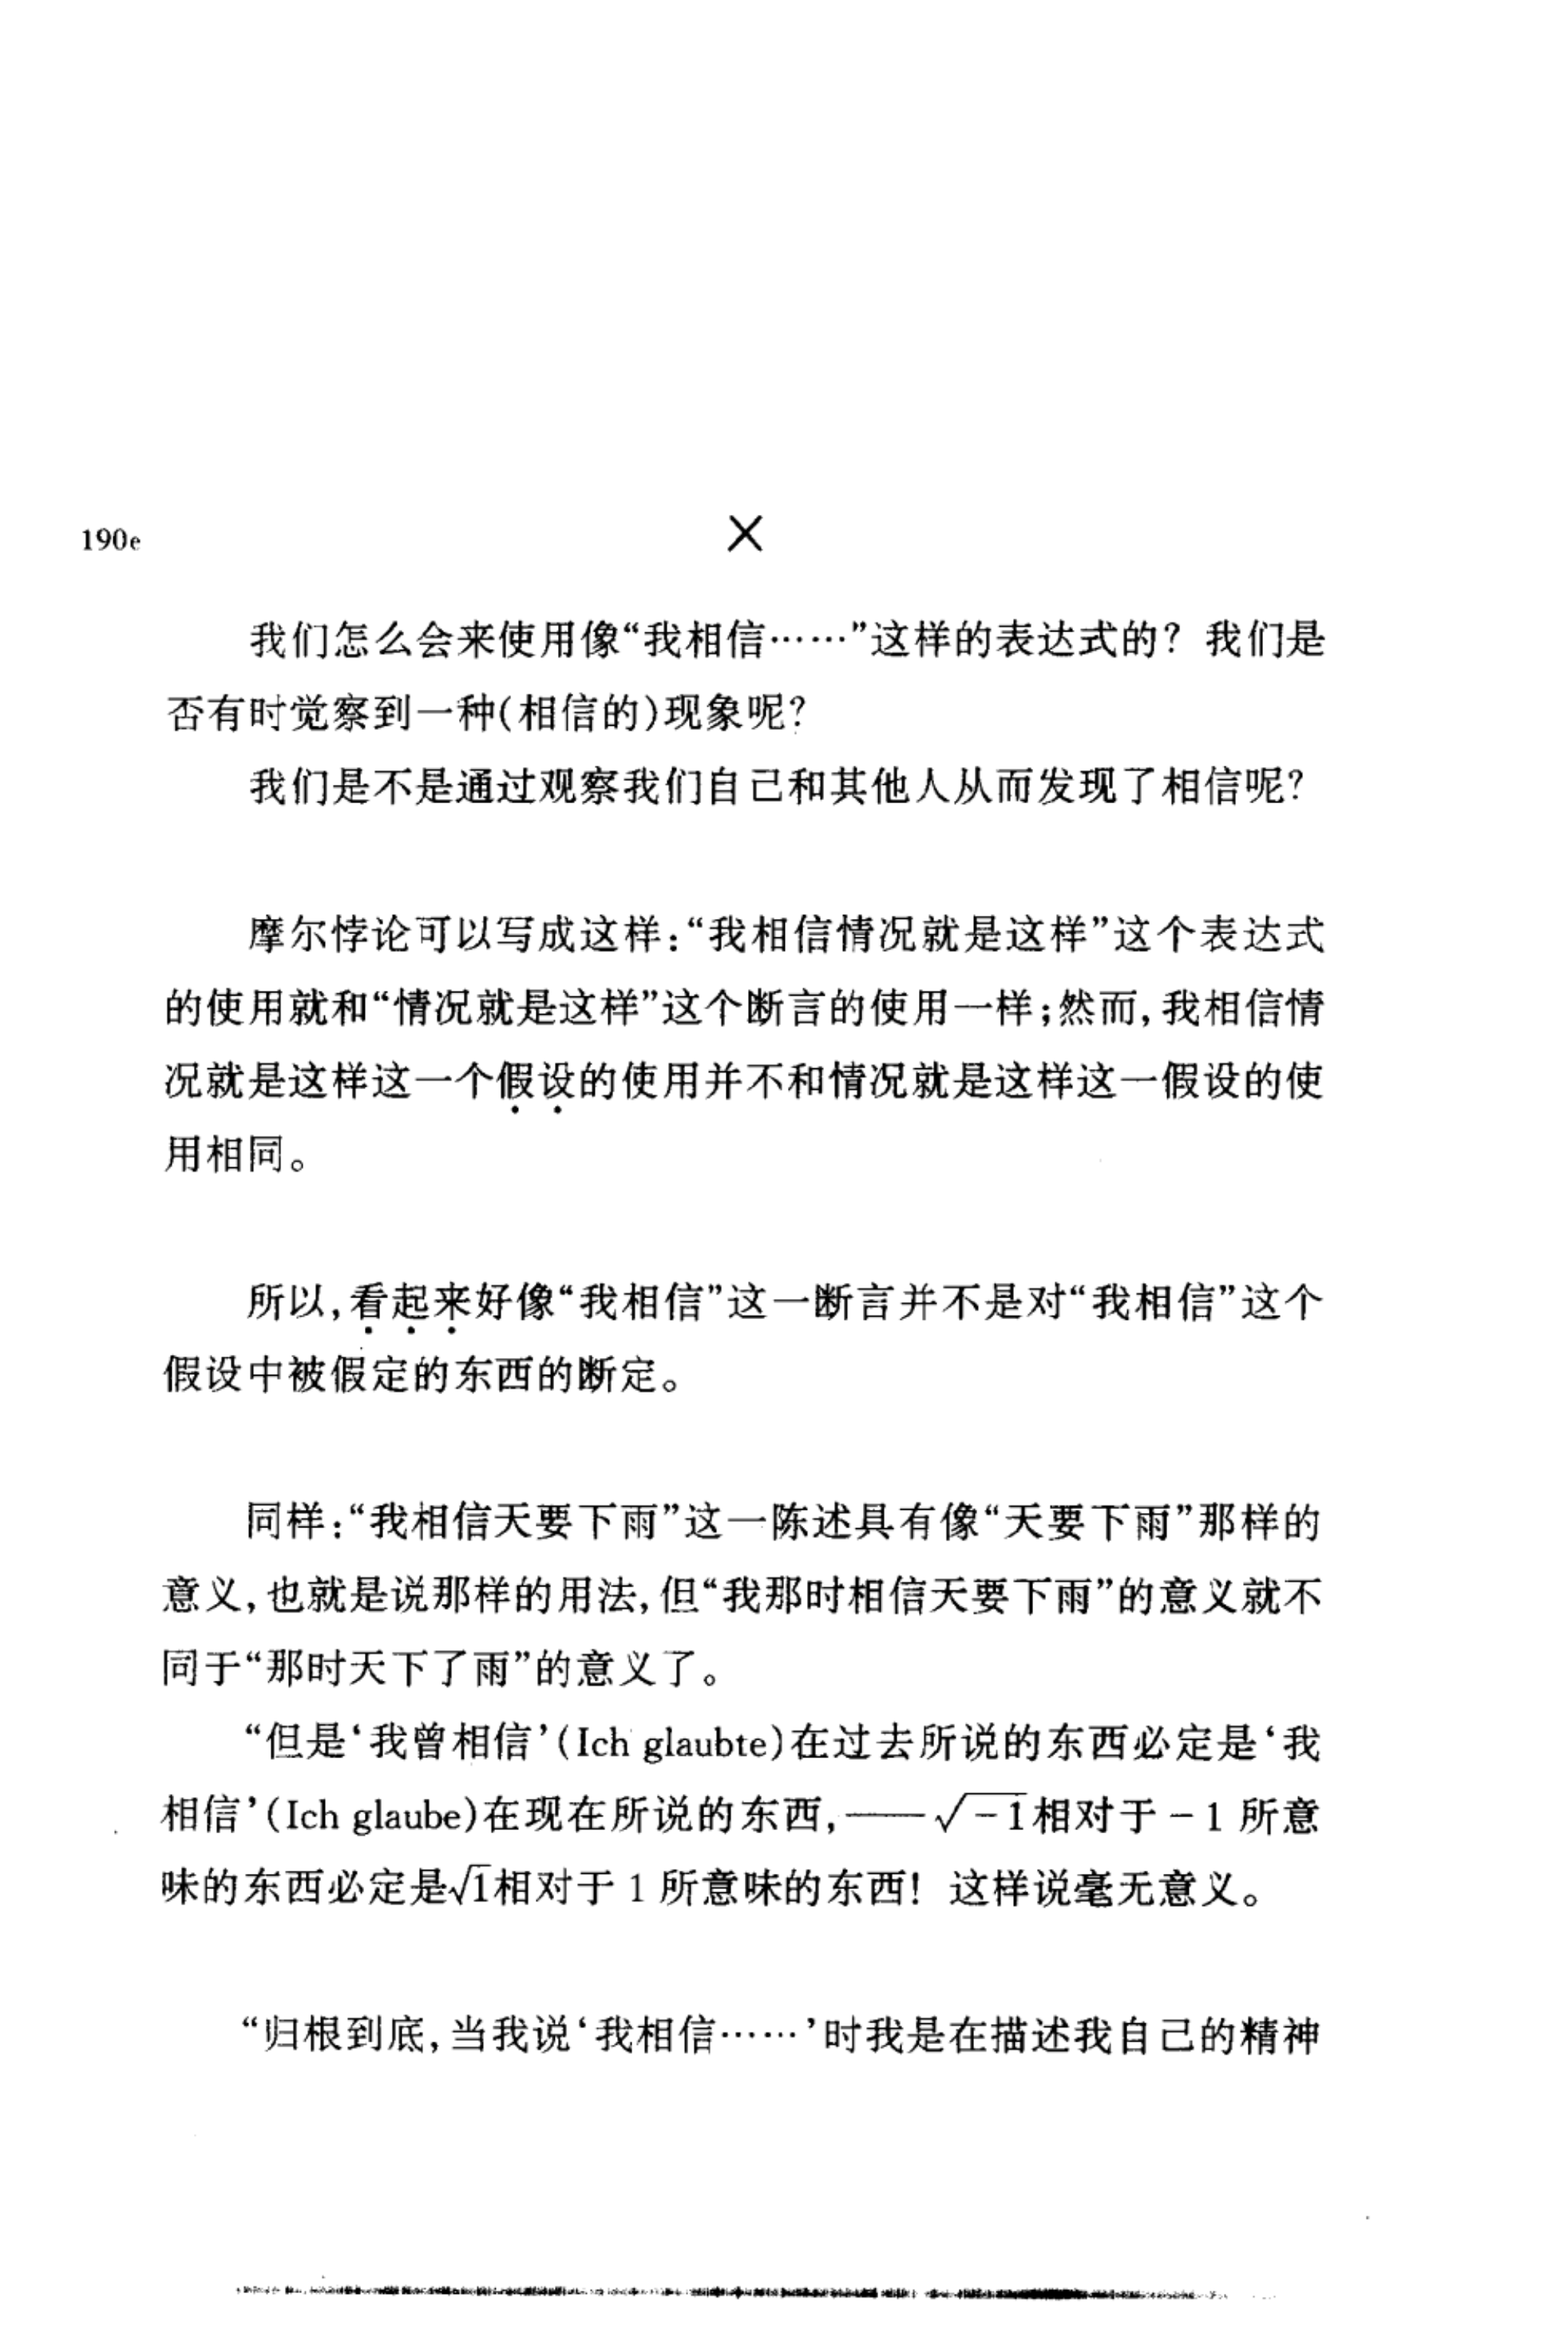 190e
X
我们怎么会来使用像“我相信……”这样的表达式的？我们是
否有时觉察到一种(相信的)现象呢？
我们是不是通过观察我们自己和其他人从而发现了相信呢？
摩尔悖论可以写成这样：“我相信情况就是这样”这个表达式
的使用就和“情况就是这样”这个断言的使用一样；然而，我相信情
况就是这样这一个假设的使用并不和情况就是这样这一假设的使
用相同。
所以，看起来好像“我相信”这一断言并不是对“我相信”这个
假设中被假定的东西的断定。
同样：“我相信天要下雨”这一陈述具有像“天要下雨”那样的
意义，也就是说那样的用法，但“我那时相信天要下雨”的意义就不
同于“那时天下了雨”的意义了。
“但是‘我曾相信’(Ich glaubte)在过去所说的东西必定是‘我
相信’(Ich glaube)在现在所说的东西，——√-1相对于－1 所意
味的东西必定是√1相对于 1 所意味的东西！这样说毫无意义。
“归根到底，当我说‘我相信……’时我是在描述我自己的精神